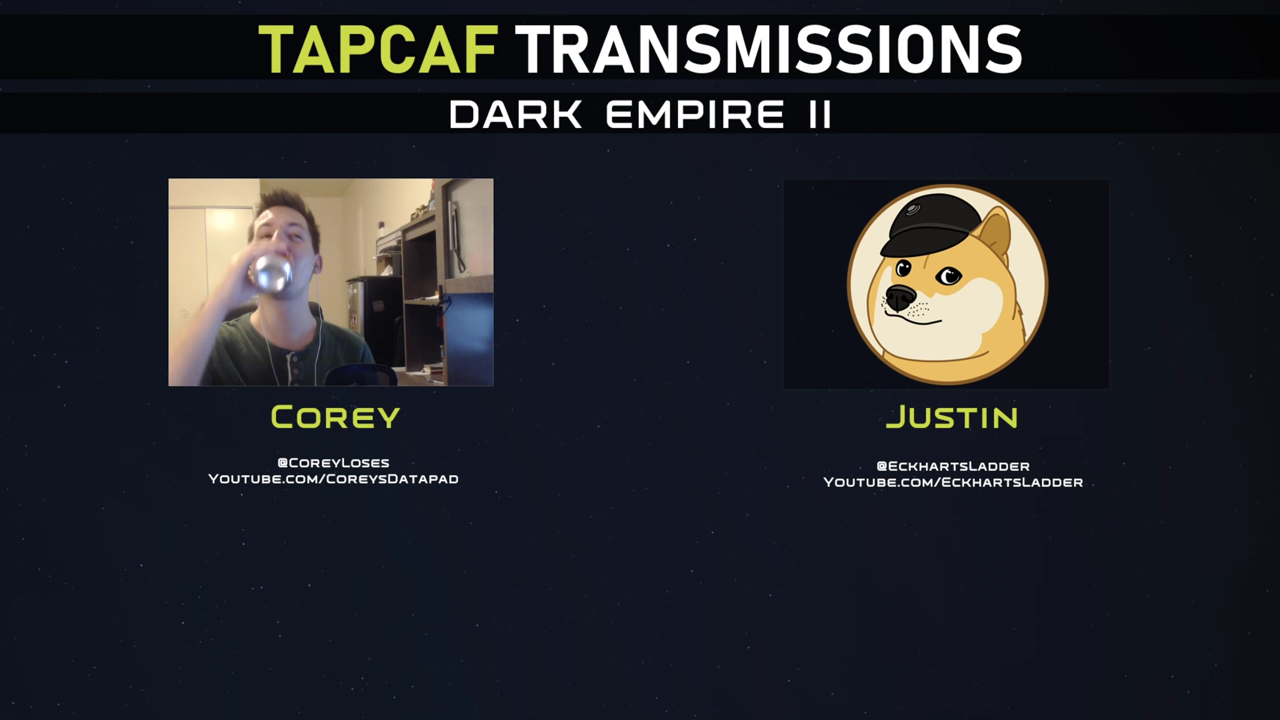 TAPCAF TRANSMISSIONS
DARK EMPIRE II
COREY
@COREYLOSES
YOUTUBE.COM/COREYSDATAPAD
JUSTIN
@ECKHARTSLADDER
YOUTUBE.COM/ECKHARTSLADDER